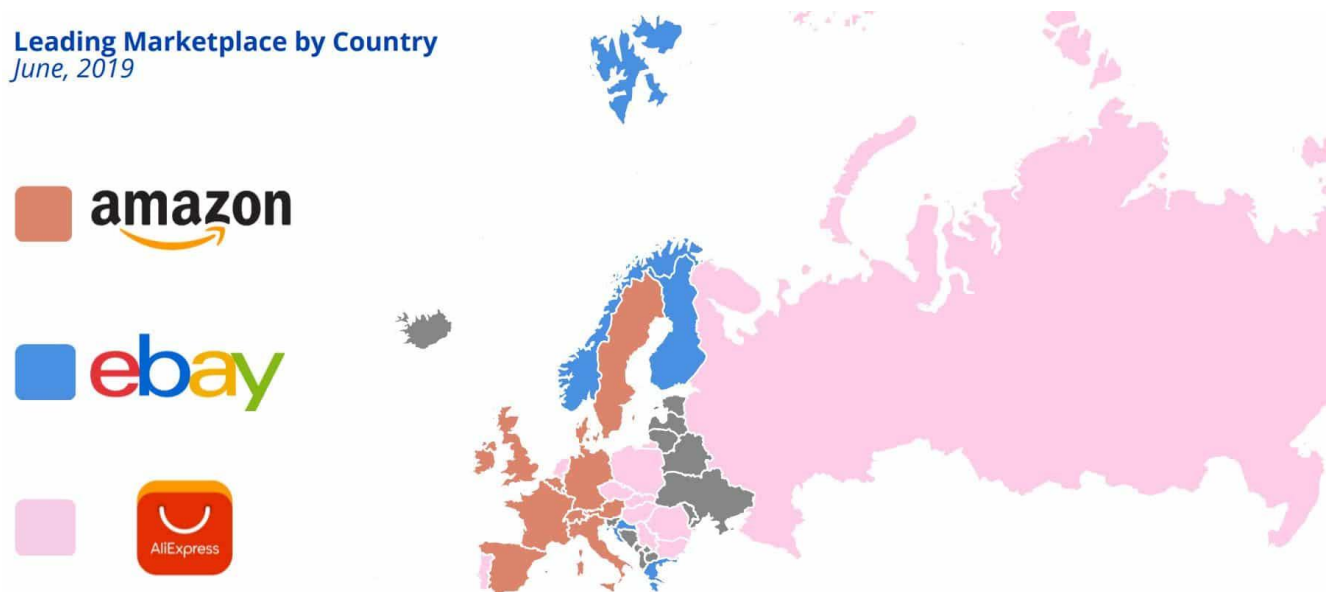 Leading Marketplace by Country
June, 2019
amazon
ebay
AliExpress